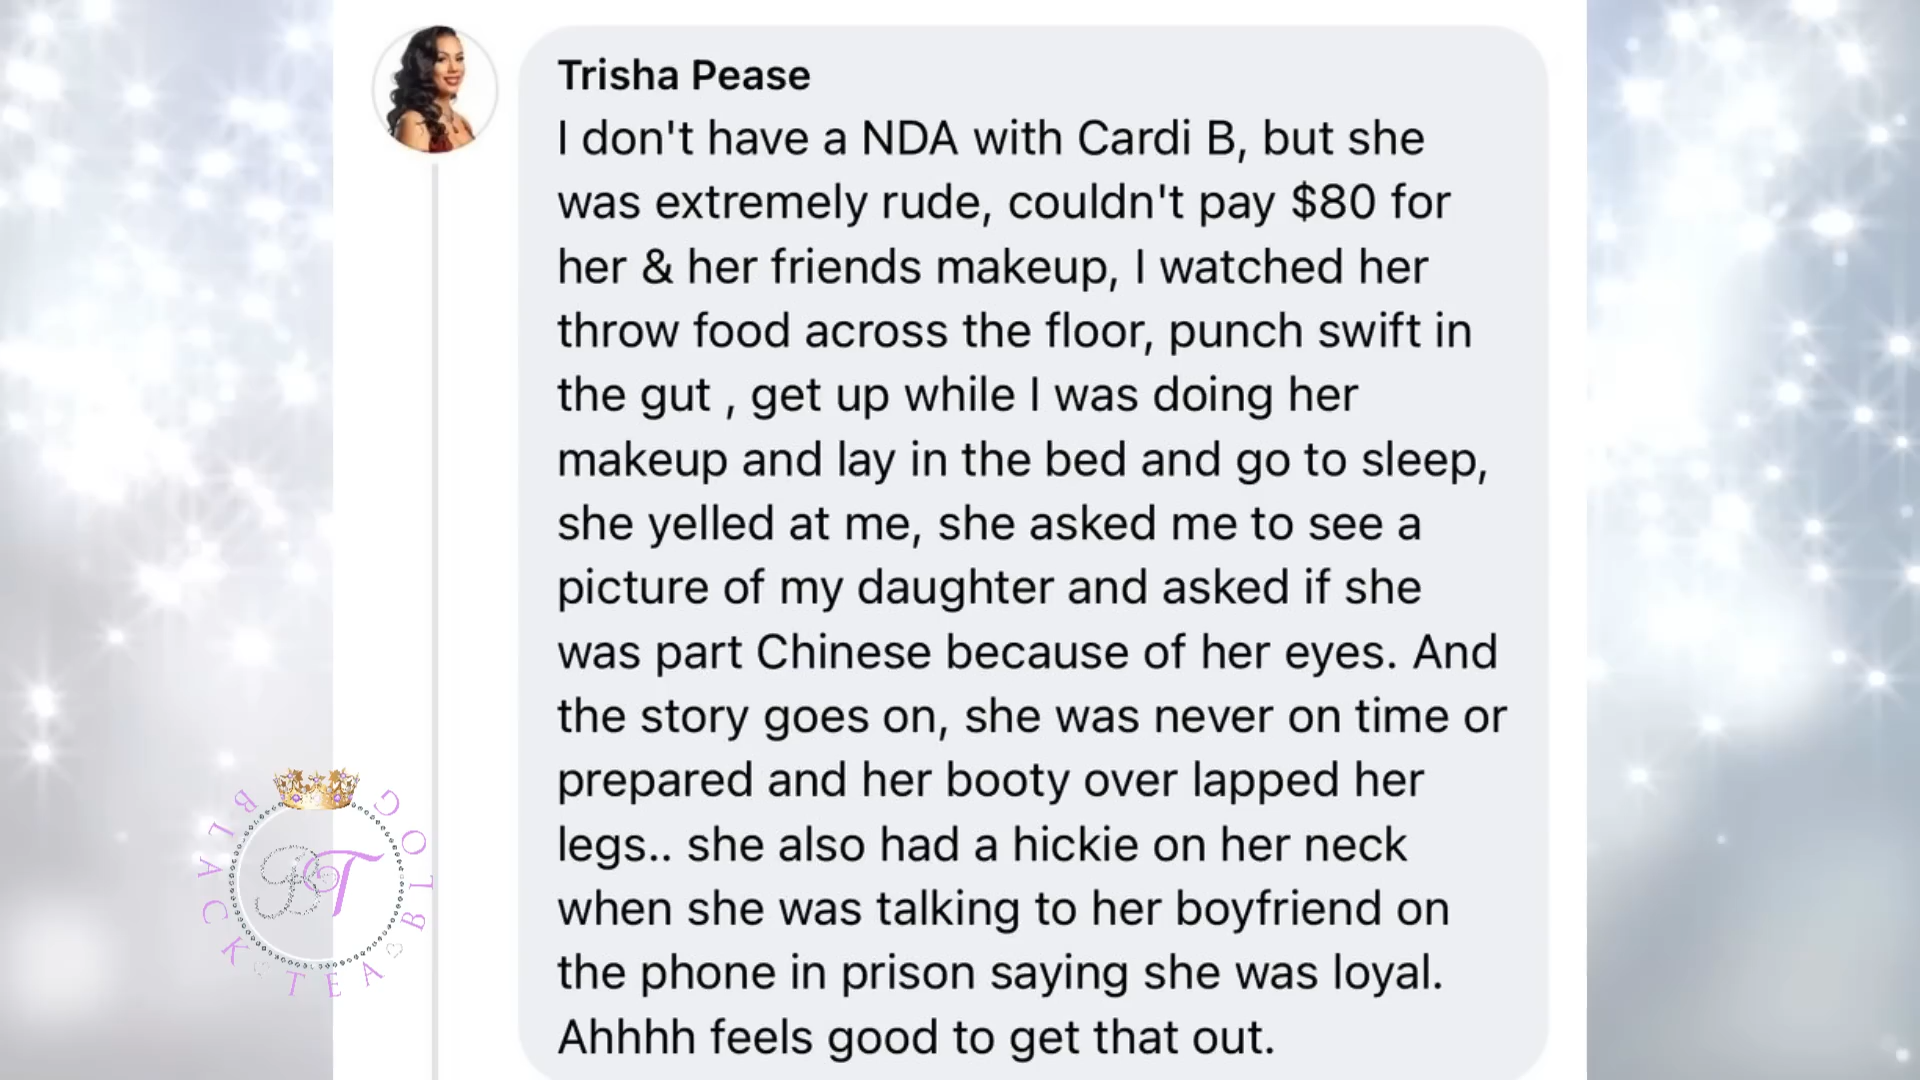 Trisha Pease
I don't have a NDA with Cardi B, but she
was extremely rude, couldn't pay $80 for
her & her friends makeup, I watched her
throw food across the floor, punch swift in
the gut , get up while I was doing her
makeup and lay in the bed and go to sleep,
she yelled at me, she asked me to see a
picture of my daughter and asked if she
was part Chinese because of her eyes. And
the story goes on, she was never on time or
prepared and her booty over lapped her
legs.. she also had a hickie on her neck
when she was talking to her boyfriend on
the phone in prison saying she was loyal.
Ahhhh feels good to get that out.
BLACK TEA BLOG
BT